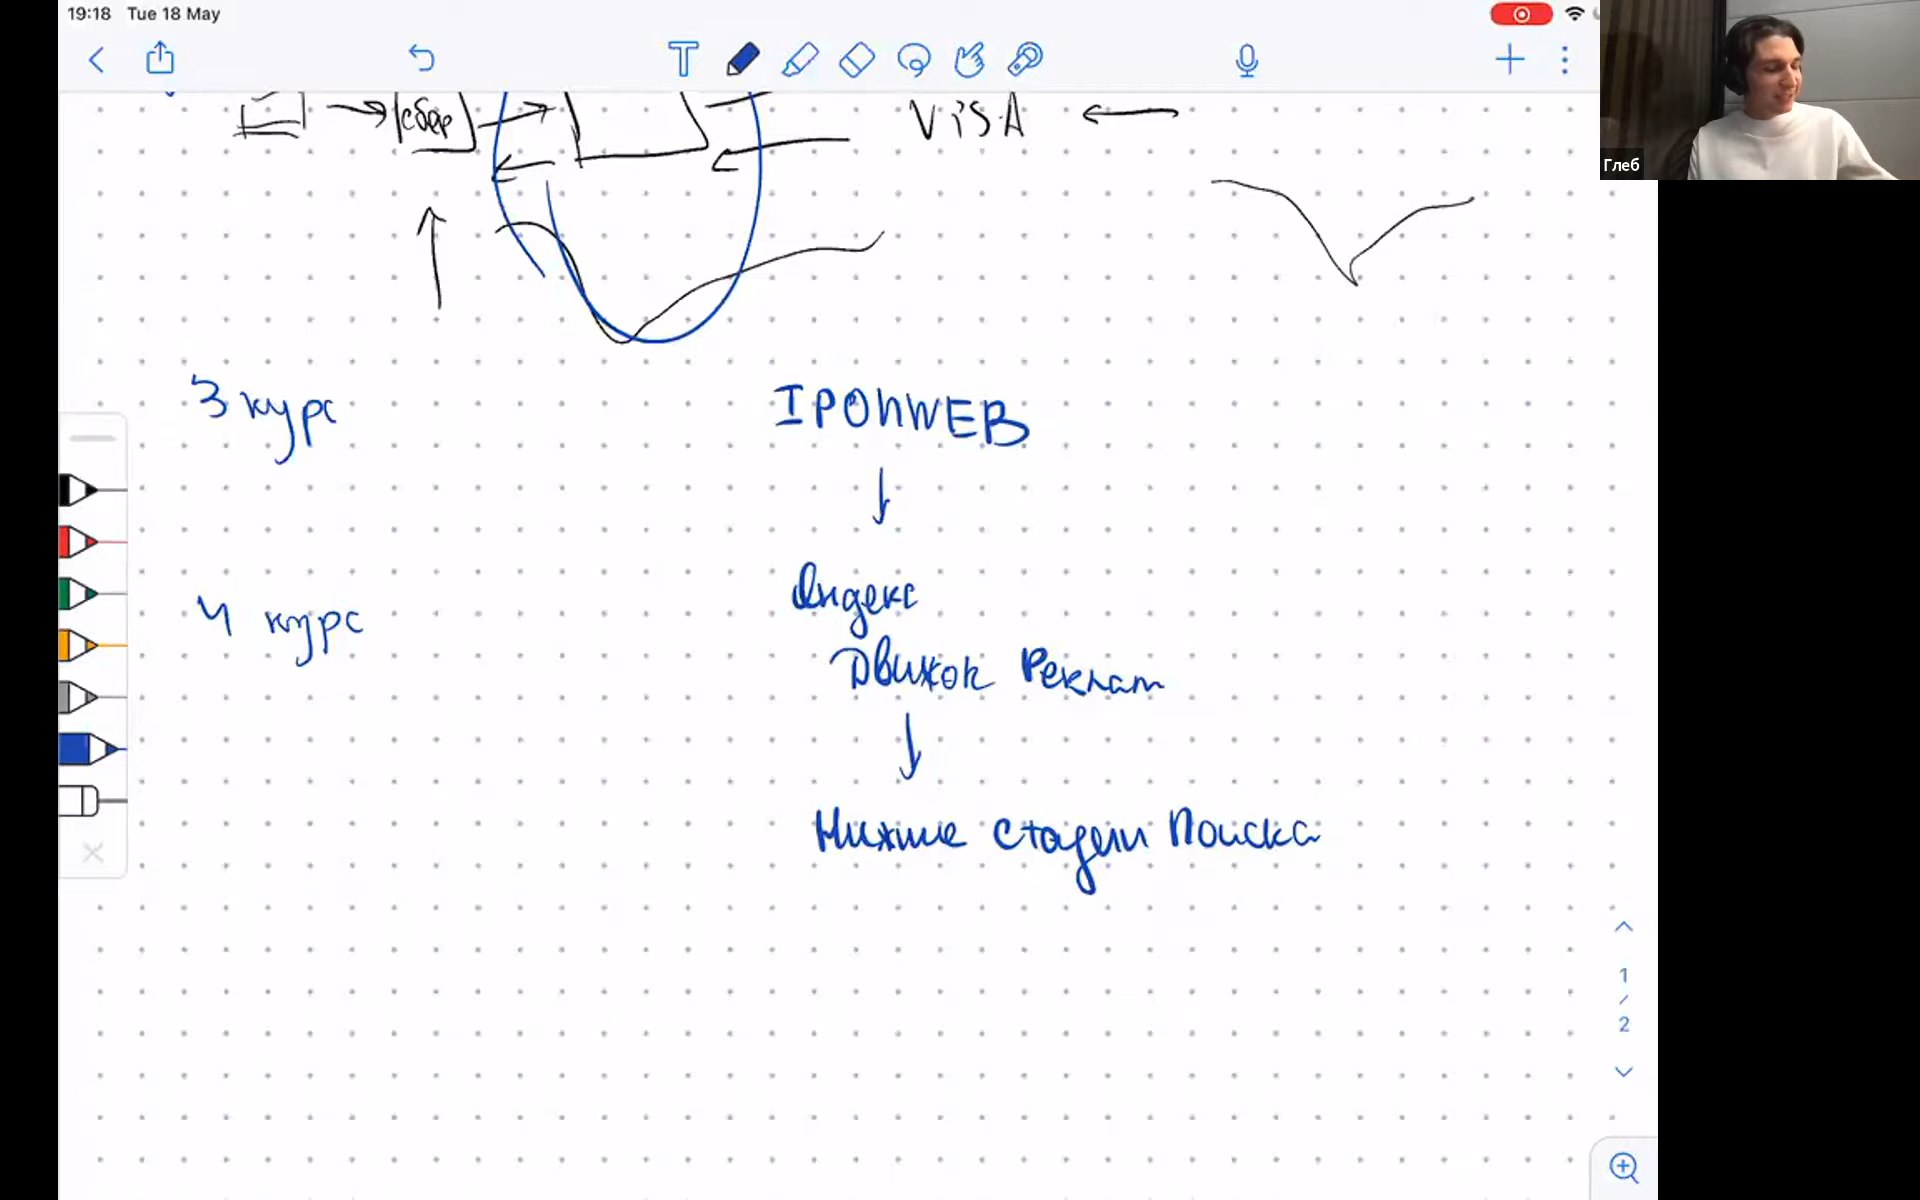 19:18 Tue 18 May
Глеб
сбер
VISA
3 курс
IPONWEB
4 курс
Яндекс
Движок Реклам
Нижние стадии Поиска
1
/
2